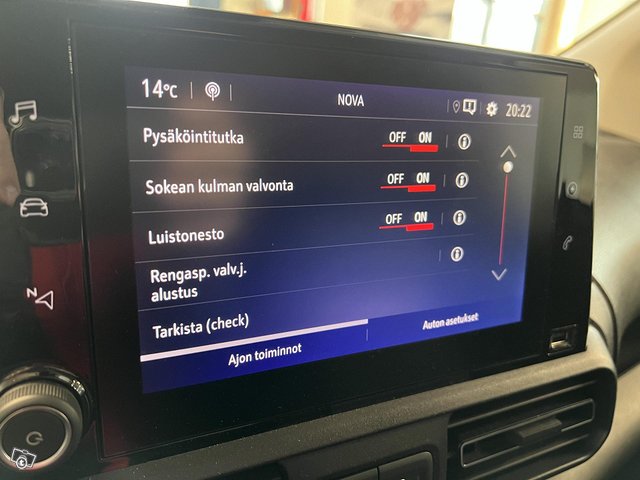 14°C
NOVA
20:22
Pysäköintitutka
OFF ON
Sokean kulman valvonta
OFF ON
Luistonesto
OFF ON
Rengasp. valv.j.
alustus
Tarkista (check)
Ajon toiminnot
Auton asetukset
N